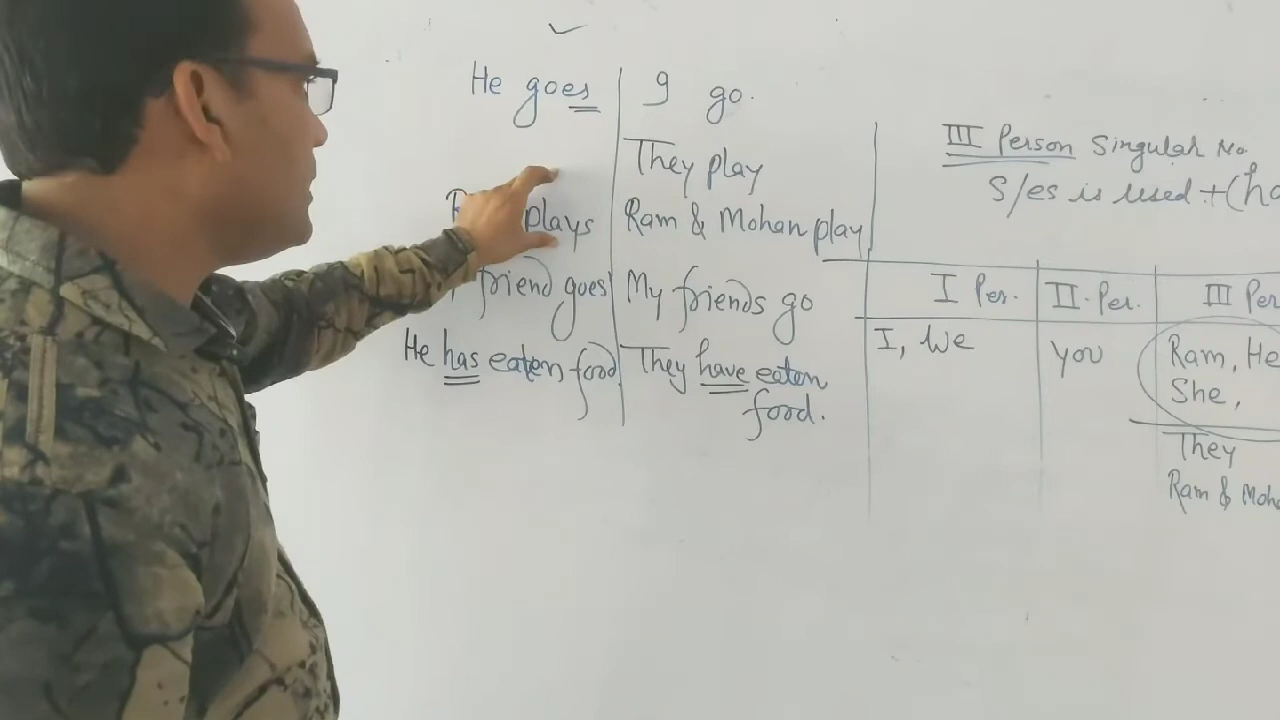 He goes
I go.
They play
plays
Ram & Mohan play
friend goes
My friends go
He has eaten food
They have eaten
food.
III Person Singular No.
S/es is used +(ha
I Per.
II. Per.
III Per
I, We
you
Ram, He
She,
They
Ram & Moha